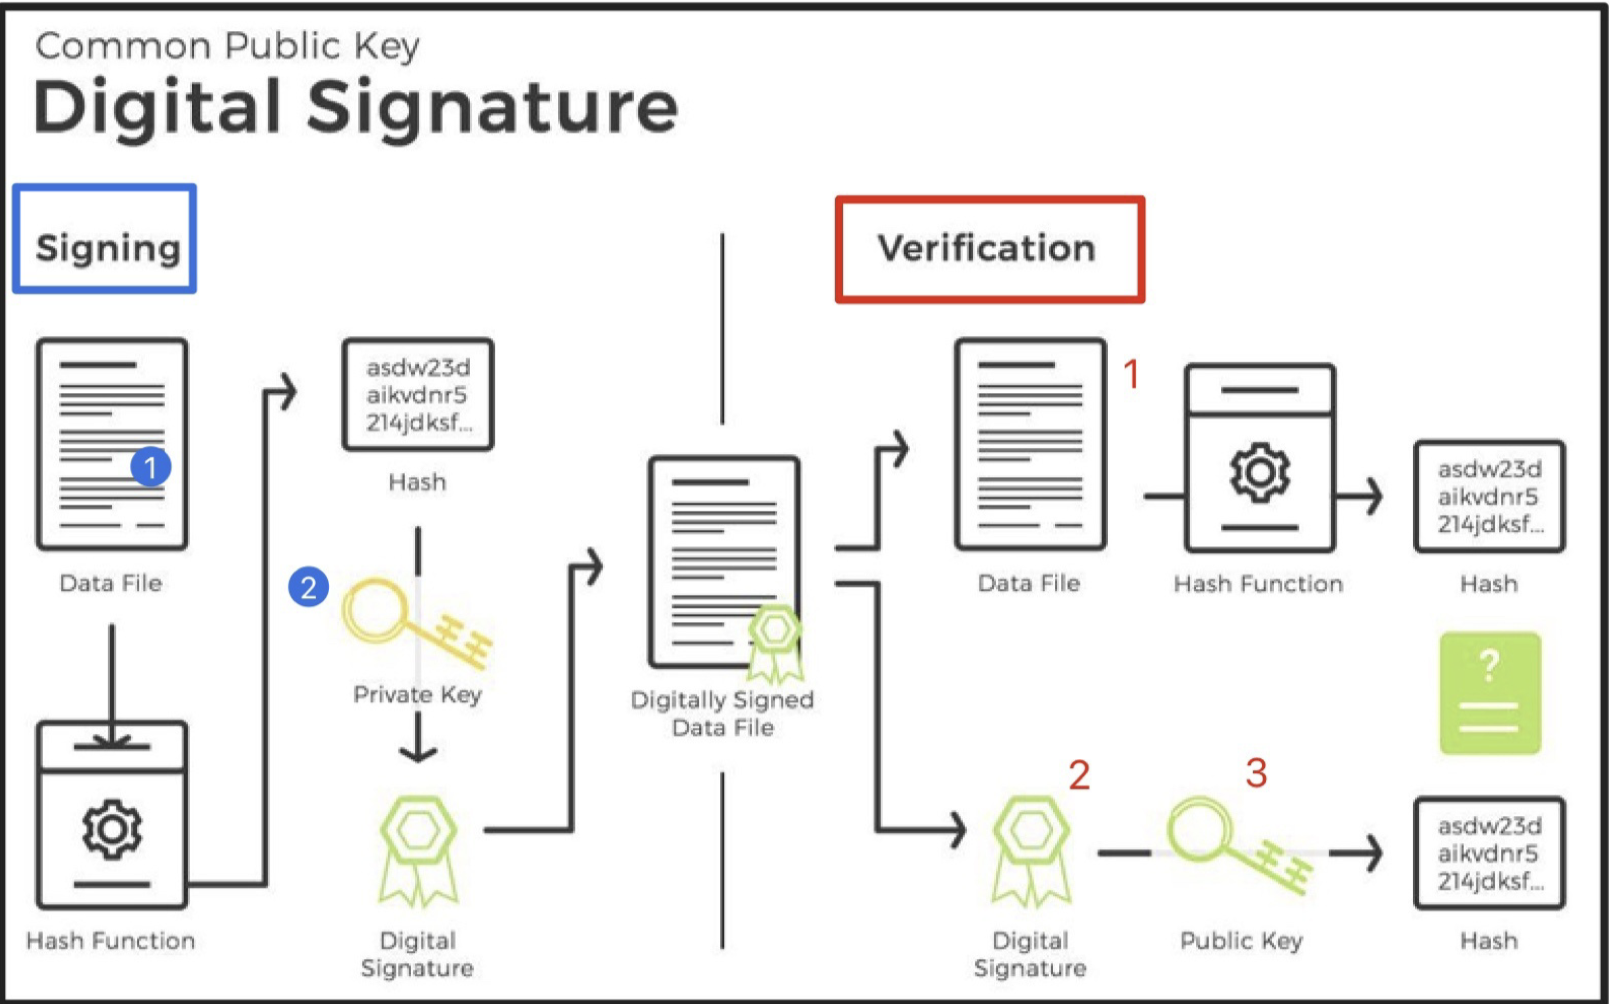 Common Public Key
Digital Signature
Signing
Verification
asdw23d
aikvdnr5
214jdksf...
Hash
1
Data File
2
Private Key
Hash Function
Digital
Signature
Digitally Signed
Data File
1
Data File
Hash Function
asdw23d
aikvdnr5
214jdksf...
Hash
?
2
Digital
Signature
3
Public Key
asdw23d
aikvdnr5
214jdksf...
Hash